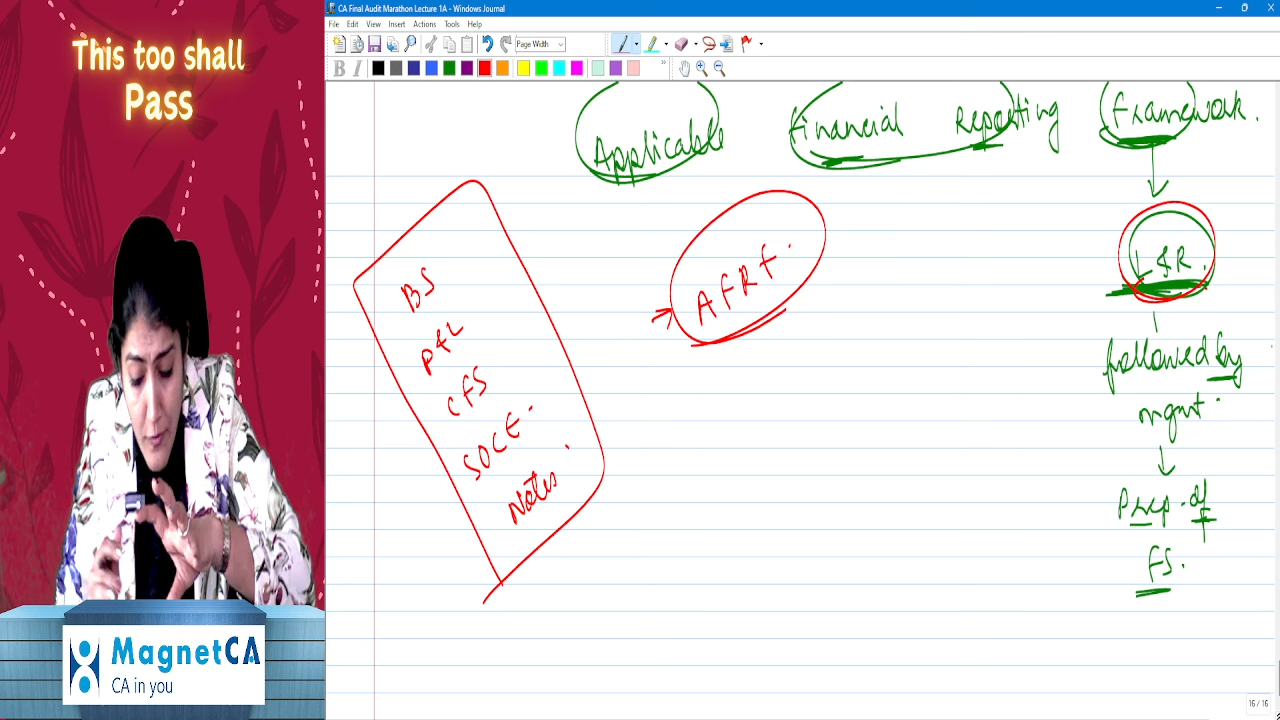 This too shall
Pass
CA Final Audit Marathon Lecture 1A - Windows Journal
File Edit View Insert Actions Tools Help
Page Width
B I
Applicable Financial Reporting Framework.
AFRF.
L&R.
followed by
mgmt.
Prep. of
FS.
BS
P&L
CFS
SOCE.
Notes.
MagnetCA
CA in you
16 / 16